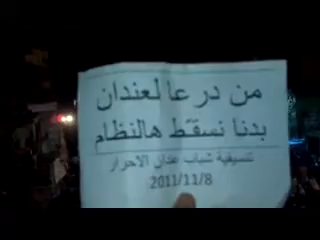 من درعا لعندان
بدنا نسقط هالنظام
تنسيقية شباب عندان الاحرار
2011/11/8